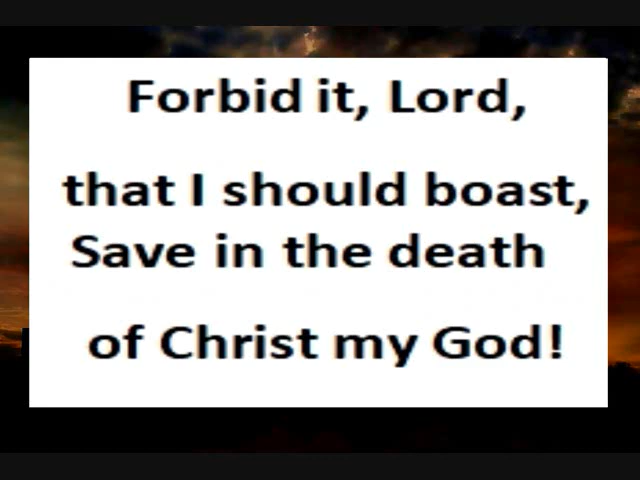 Forbid it, Lord,
that I should boast,
Save in the death
of Christ my God!